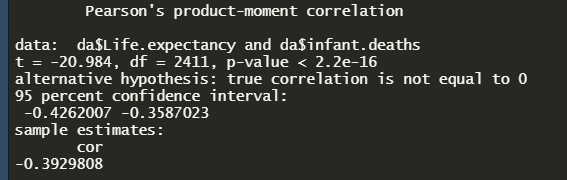 Pearson's product-moment correlation
data:  da$Life.expectancy and da$infant.deaths
t = -20.984, df = 2411, p-value < 2.2e-16
alternative hypothesis: true correlation is not equal to 0
95 percent confidence interval:
-0.4262007 -0.3587023
sample estimates:
cor
-0.3929808